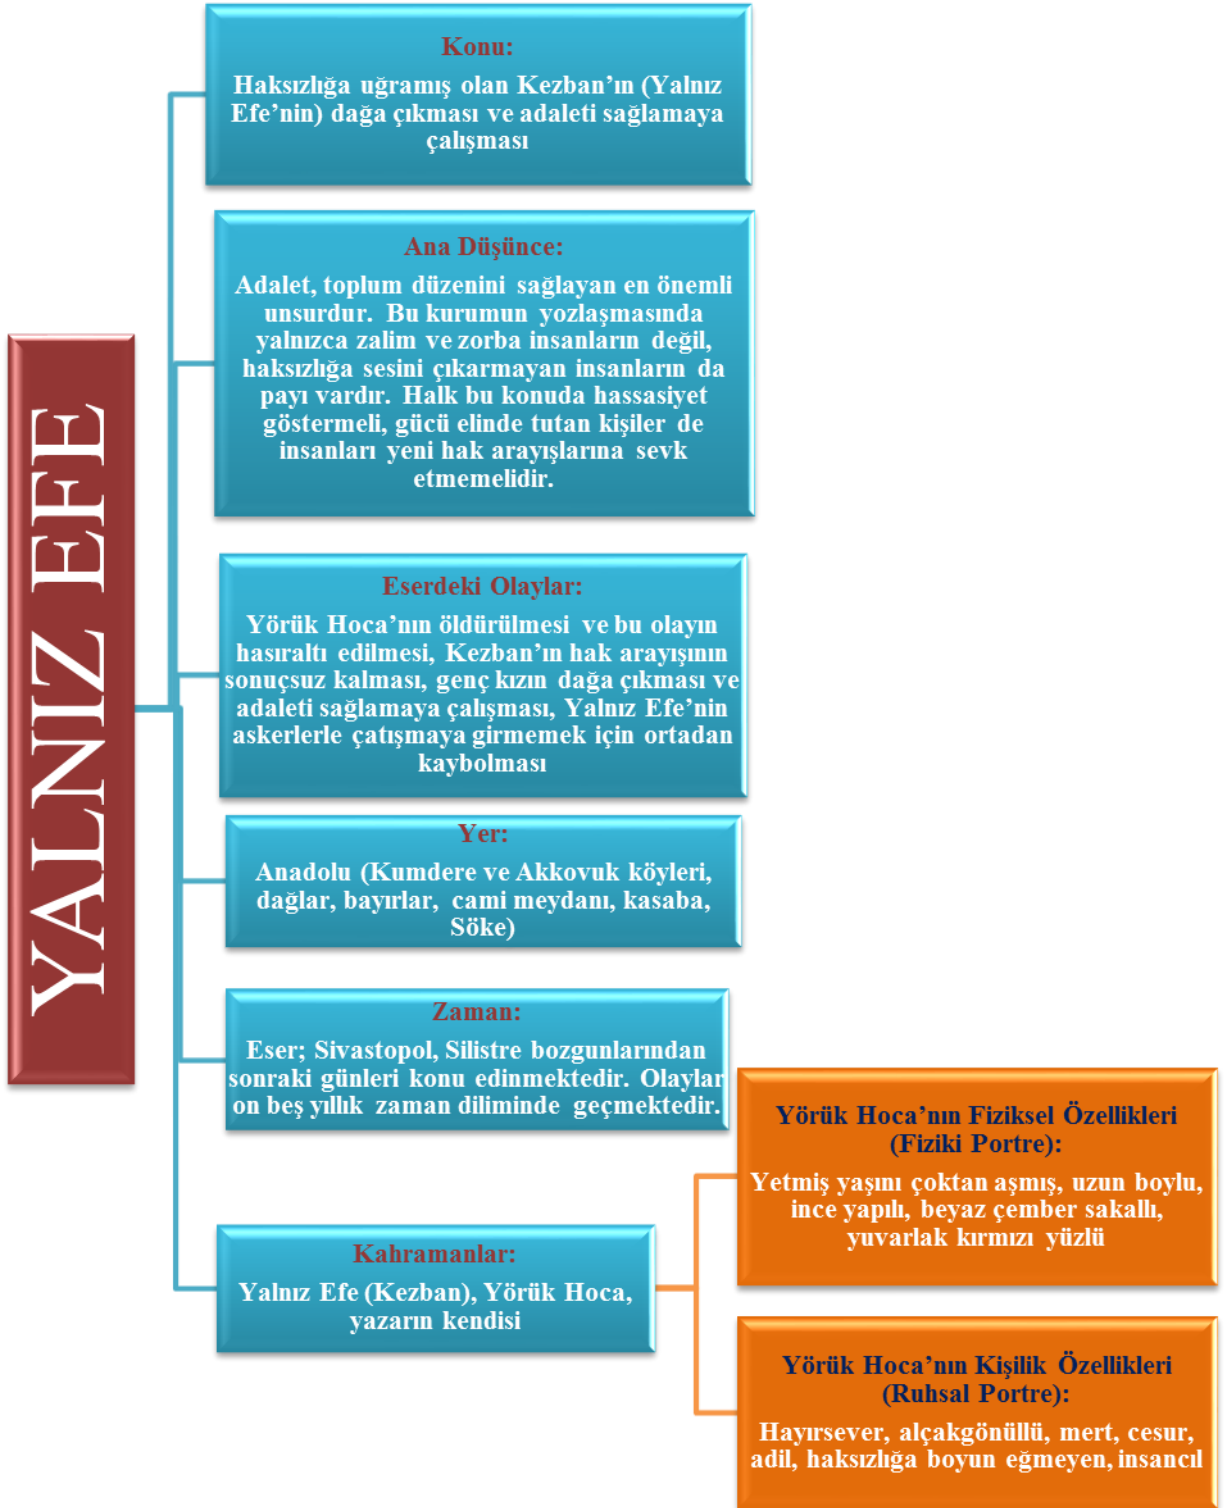 YALNIZ EFE
Konu:
Haksızlığa uğramış olan Kezban’ın (Yalnız
Efe’nin) dağa çıkması ve adaleti sağlamaya
çalışması
Ana Düşünce:
Adalet, toplum düzenini sağlayan en önemli
unsurdur. Bu kurumun yozlaşmasında
yalnızca zalim ve zorba insanların değil,
haksızlığa sesini çıkarmayan insanların da
payı vardır. Halk bu konuda hassasiyet
göstermeli, gücü elinde tutan kişiler de
insanları yeni hak arayışlarına sevk
etmemelidir.
Eserdeki Olaylar:
Yörük Hoca’nın öldürülmesi ve bu olayın
hasıraltı edilmesi, Kezban’ın hak arayışının
sonuçsuz kalması, genç kızın dağa çıkması ve
adaleti sağlamaya çalışması, Yalnız Efe’nin
askerlerle çatışmaya girmemek için ortadan
kaybolması
Yer:
Anadolu (Kumdere ve Akkovuk köyleri,
dağlar, bayırlar, cami meydanı, kasaba,
Söke)
Zaman:
Eser; Sivastopol, Silistre bozgunlarından
sonraki günleri konu edinmektedir. Olaylar
on beş yıllık zaman diliminde geçmektedir.
Kahramanlar:
Yalnız Efe (Kezban), Yörük Hoca,
yazarın kendisi
Yörük Hoca’nın Fiziksel Özellikleri
(Fiziki Portre):
Yetmiş yaşını çoktan aşmış, uzun boylu,
ince yapılı, beyaz çember sakallı,
yuvarlak kırmızı yüzlü
Yörük Hoca’nın Kişilik Özellikleri
(Ruhsal Portre):
Hayırsever, alçakgönüllü, mert, cesur,
adil, haksızlığa boyun eğmeyen, insancıl